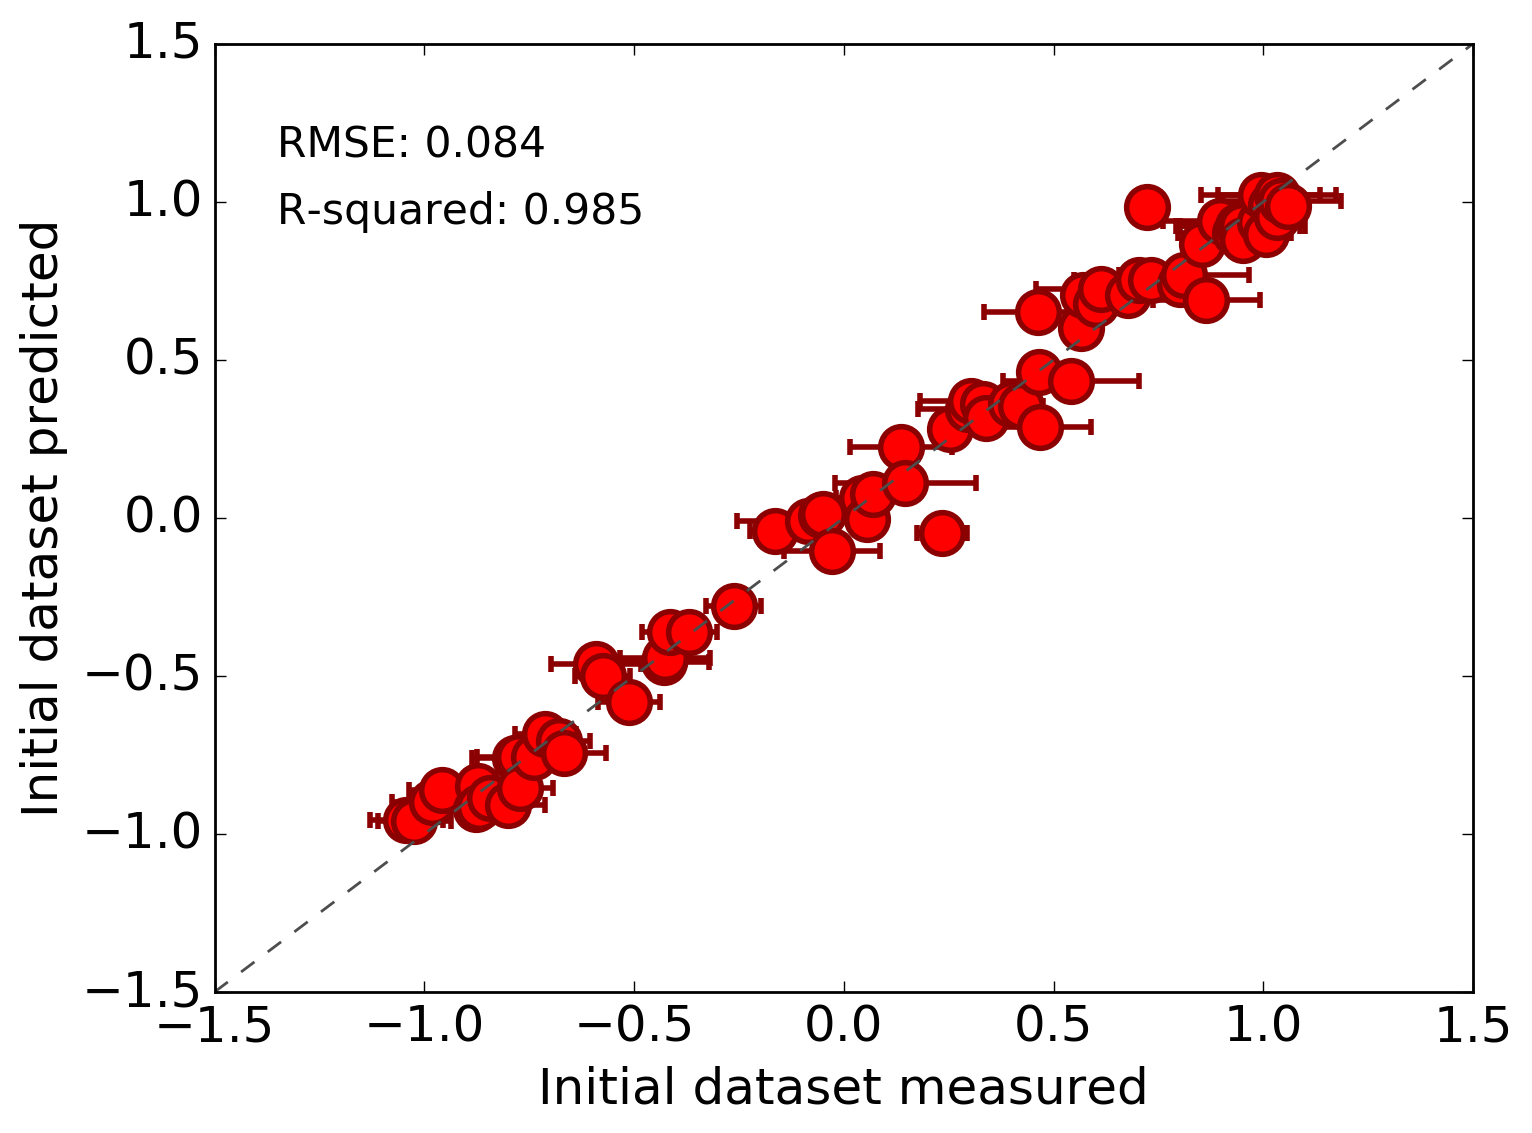 RMSE: 0.084
R-squared: 0.985
1.5
1.0
0.5
0.0
−0.5
−1.0
−1.5
Initial dataset predicted
−1.5 −1.0 −0.5 0.0 0.5 1.0 1.5
Initial dataset measured